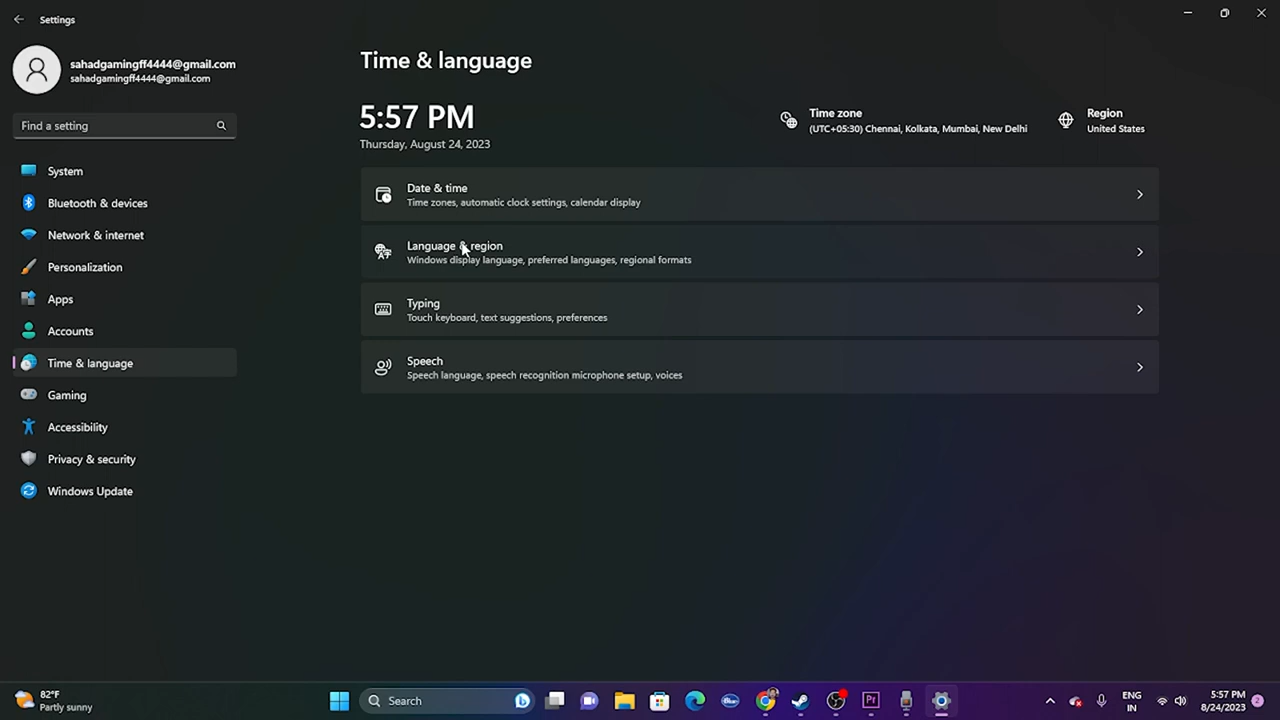 Settings
sahadgamingff4444@gmail.com
sahadgamingff4444@gmail.com
Find a setting
System
Bluetooth & devices
Network & internet
Personalization
Apps
Accounts
Time & language
Gaming
Accessibility
Privacy & security
Windows Update
Time & language
5:57 PM
Thursday, August 24, 2023
Time zone
(UTC+05:30) Chennai, Kolkata, Mumbai, New Delhi
Region
United States
Date & time
Time zones, automatic clock settings, calendar display
Language & region
Windows display language, preferred languages, regional formats
Typing
Touch keyboard, text suggestions, preferences
Speech
Speech language, speech recognition microphone setup, voices
82°F
Partly sunny
Search
Pr
ENG
IN
5:57 PM
8/24/2023
2